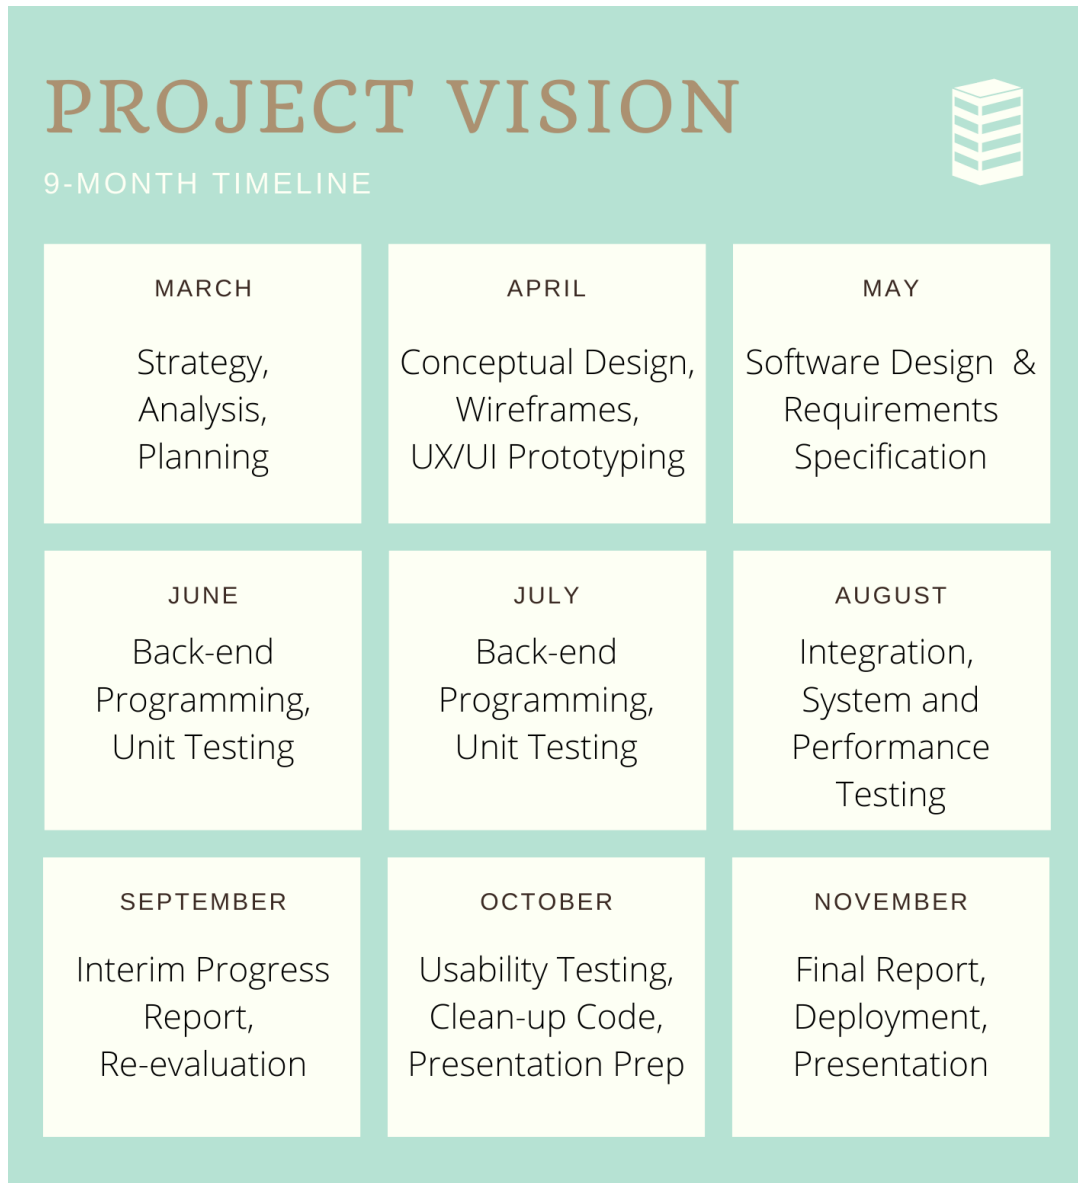 PROJECT VISION
9-MONTH TIMELINE
MARCH
Strategy,
Analysis,
Planning
APRIL
Conceptual Design,
Wireframes,
UX/UI Prototyping
MAY
Software Design &
Requirements
Specification
JUNE
Back-end
Programming,
Unit Testing
JULY
Back-end
Programming,
Unit Testing
AUGUST
Integration,
System and
Performance
Testing
SEPTEMBER
Interim Progress
Report,
Re-evaluation
OCTOBER
Usability Testing,
Clean-up Code,
Presentation Prep
NOVEMBER
Final Report,
Deployment,
Presentation